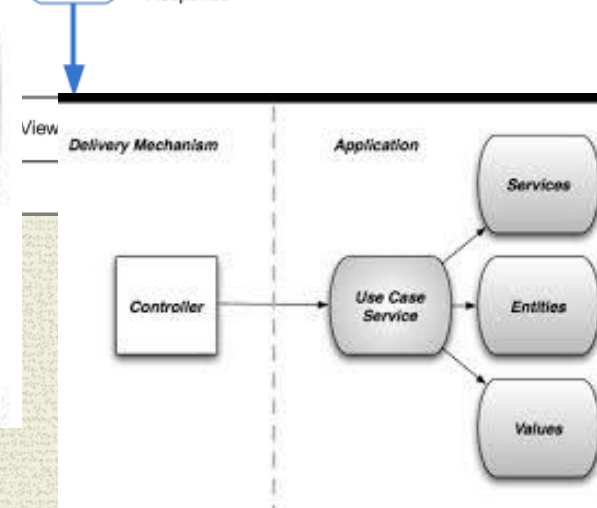 View
Delivery Mechanism
Application
Services
Controller
Use Case
Service
Entities
Values